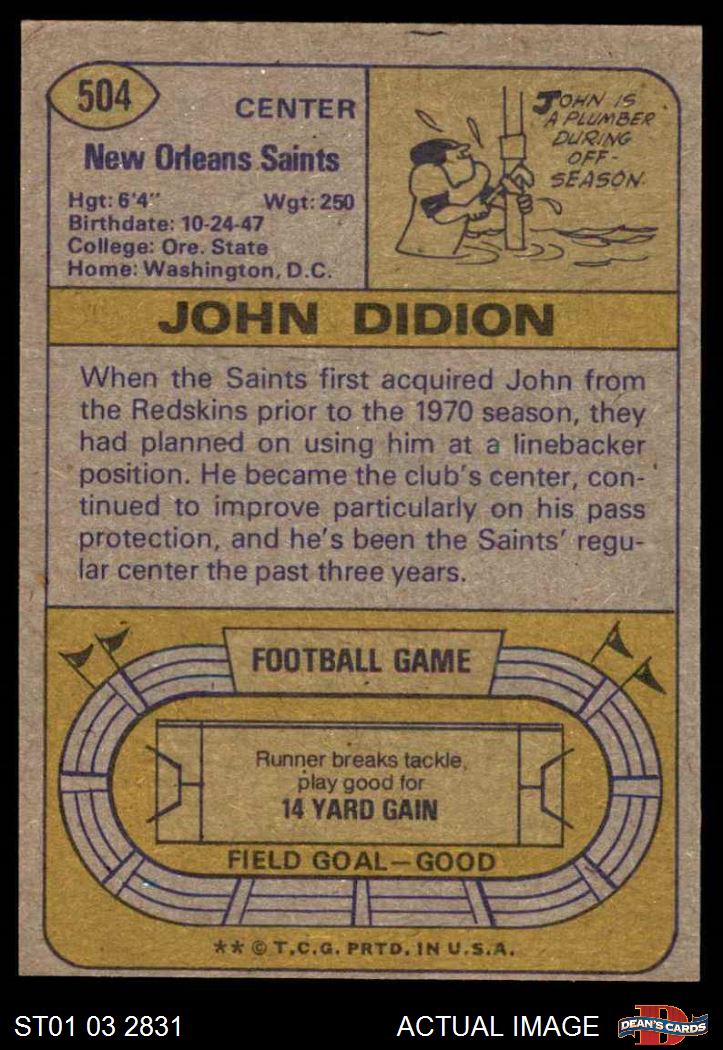 504
CENTER
New Orleans Saints
Hgt: 6'4" Wgt: 250
Birthdate: 10-24-47
College: Ore. State
Home: Washington, D.C.
JOHN IS
A PLUMBER
DURING
OFF-
SEASON.
JOHN DIDION
When the Saints first acquired John from
the Redskins prior to the 1970 season, they
had planned on using him at a linebacker
position. He became the club's center, con-
tinued to improve particularly on his pass
protection, and he's been the Saints' regu-
lar center the past three years.
FOOTBALL GAME
Runner breaks tackle,
play good for
14 YARD GAIN
FIELD GOAL—GOOD
** © T.C.G. PRTD. IN U.S.A.
ST01 03 2831 ACTUAL IMAGE
DEAN'S CARDS